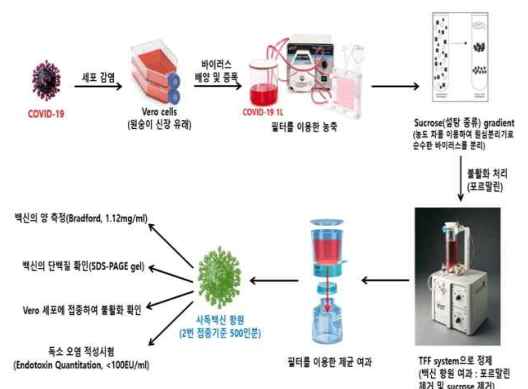 세포 감염
COVID-19
Vero cells
(원숭이 신장 유래)
바이러스
배양 및 증폭
COVID-19 1L
필터를 이용한 농축
Sucrose(설탕 종류) gradient
(농도 차를 이용하여 원심분리기로
순수한 바이러스를 분리)
불활화 처리
(포르말린)
TFF system으로 정제
(백신 항원 여과 : 포르말린
제거 및 sucrose 제거)
필터를 이용한 제균 여과
사독백신 항원
(2번 접종기준 500인분)
백신의 양 측정(Bradford, 1.12mg/ml)
백신의 단백질 확인(SDS-PAGE gel)
Vero 세포에 접종하여 불활화 확인
독소 오염 적성시험
(Endotoxin Quantitation, <100EU/ml)